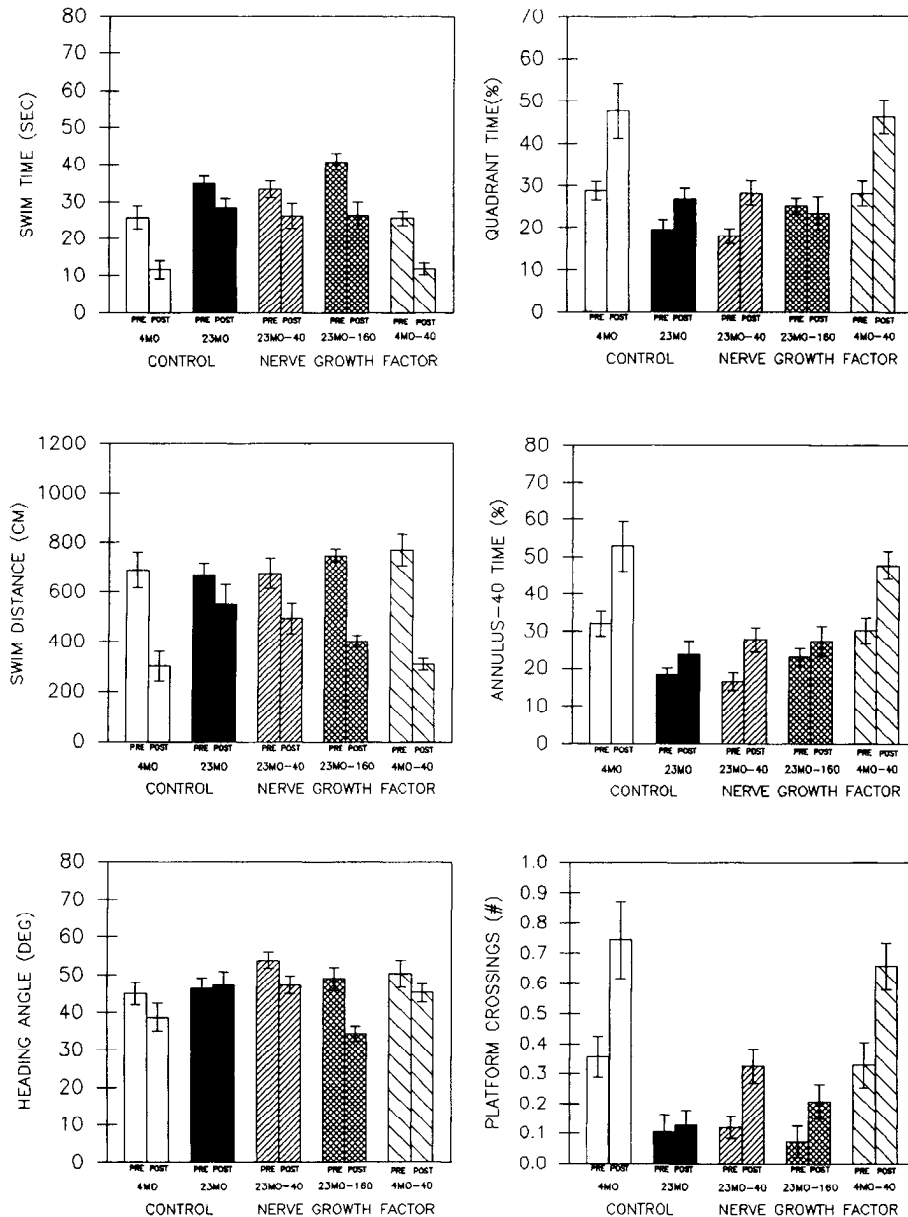 SWIM TIME (SEC)
80
70
60
50
40
30
20
10
0
PRE POST PRE POST PRE POST PRE POST PRE POST
4MO 23MO 23MO-40 23MO-160 4MO-40
CONTROL NERVE GROWTH FACTOR
QUADRANT TIME(%)
70
60
50
40
30
20
10
0
PRE POST PRE POST PRE POST PRE POST PRE POST
4MO 23MO 23MO-40 23MO-160 4MO-40
CONTROL NERVE GROWTH FACTOR
SWIM DISTANCE (CM)
1200
1000
800
600
400
200
0
PRE POST PRE POST PRE POST PRE POST PRE POST
4MO 23MO 23MO-40 23MO-160 4MO-40
CONTROL NERVE GROWTH FACTOR
ANNULUS-40 TIME (%)
80
70
60
50
40
30
20
10
0
PRE POST PRE POST PRE POST PRE POST PRE POST
4MO 23MO 23MO-40 23MO-160 4MO-40
CONTROL NERVE GROWTH FACTOR
HEADING ANGLE (DEG)
80
70
60
50
40
30
20
10
0
PRE POST PRE POST PRE POST PRE POST PRE POST
4MO 23MO 23MO-40 23MO-160 4MO-40
CONTROL NERVE GROWTH FACTOR
PLATFORM CROSSINGS (#)
1.0
0.9
0.8
0.7
0.6
0.5
0.4
0.3
0.2
0.1
0.0
PRE POST PRE POST PRE POST PRE POST PRE POST
4MO 23MO 23MO-40 23MO-160 4MO-40
CONTROL NERVE GROWTH FACTOR